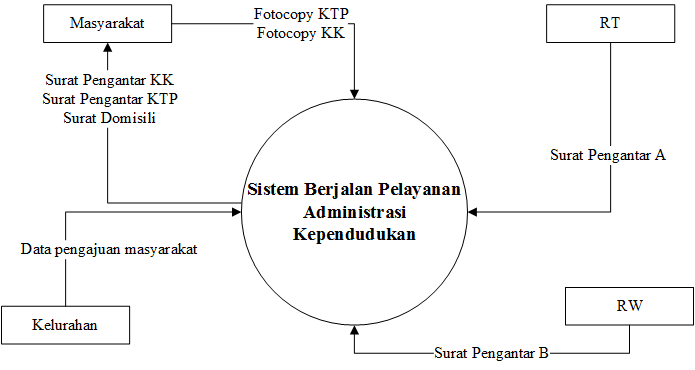 Masyarakat
Fotocopy KTP
Fotocopy KK
RT
Surat Pengantar KK
Surat Pengantar KTP
Surat Domisili
Surat Pengantar A
Sistem Berjalan Pelayanan
Administrasi
Kependudukan
Data pengajuan masyarakat
Kelurahan
RW
Surat Pengantar B